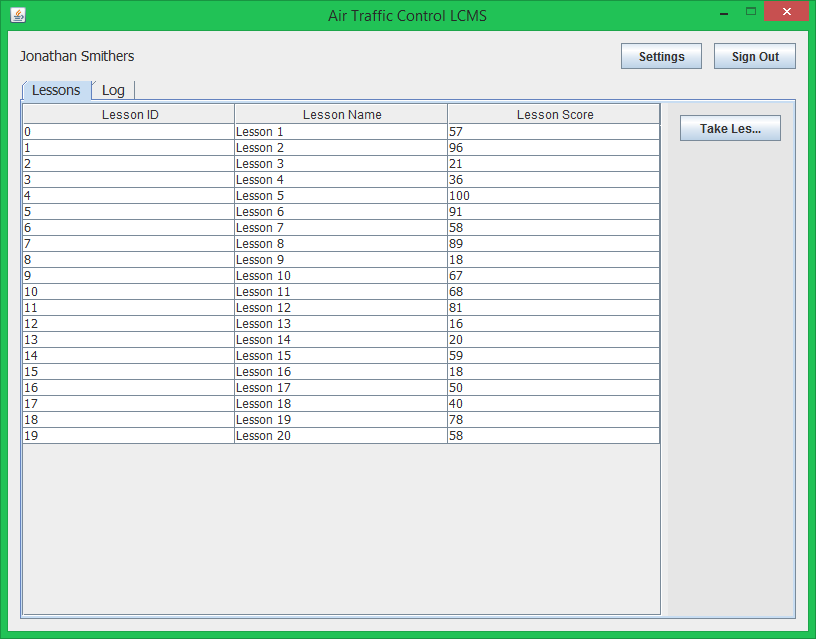 Air Traffic Control LCMS
Jonathan Smithers
Settings
Sign Out
Lessons
Log
Lesson ID Lesson Name Lesson Score
Take Les...
0 Lesson 1 57
1 Lesson 2 96
2 Lesson 3 21
3 Lesson 4 36
4 Lesson 5 100
5 Lesson 6 91
6 Lesson 7 58
7 Lesson 8 89
8 Lesson 9 18
9 Lesson 10 67
10 Lesson 11 68
11 Lesson 12 81
12 Lesson 13 16
13 Lesson 14 20
14 Lesson 15 59
15 Lesson 16 18
16 Lesson 17 50
17 Lesson 18 40
18 Lesson 19 78
19 Lesson 20 58